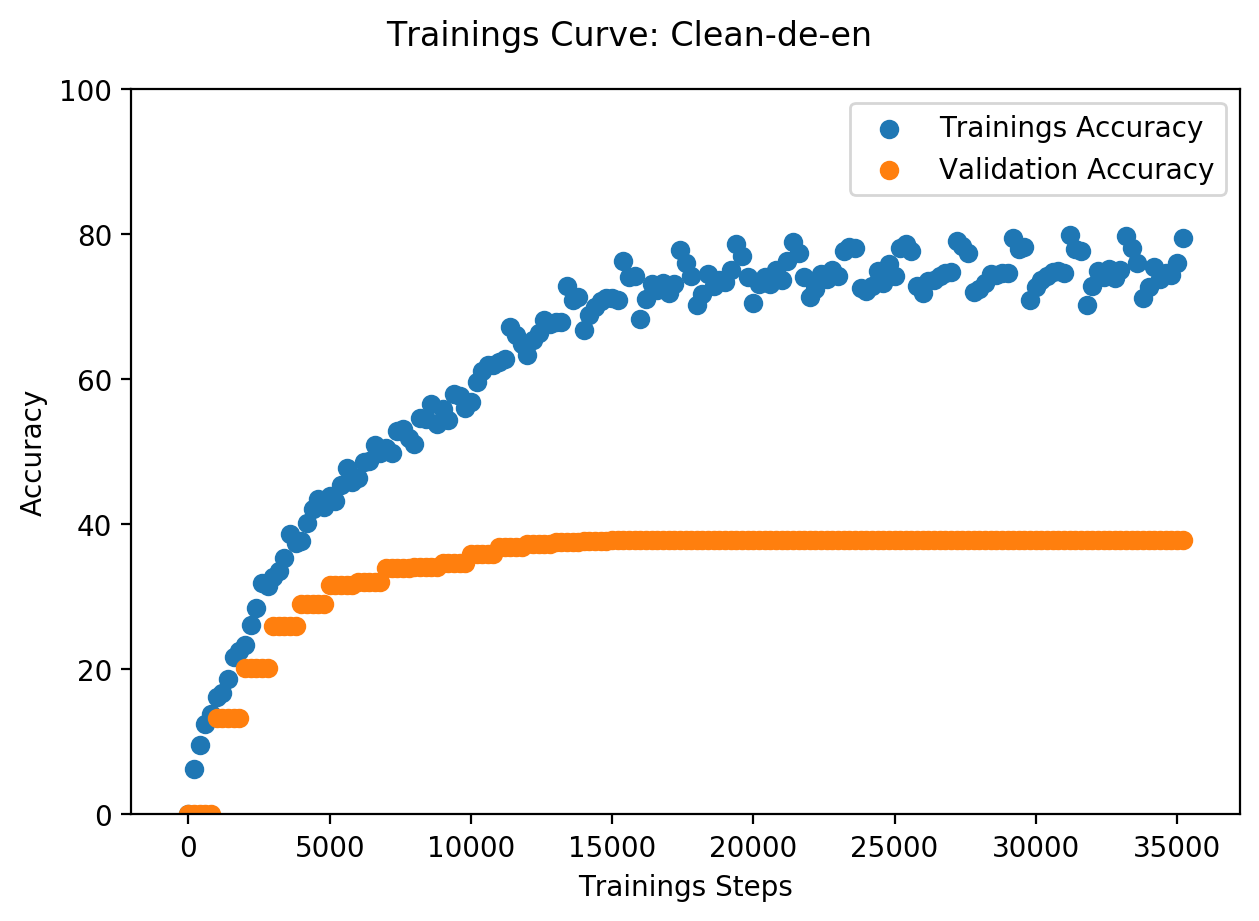 Trainings Curve: Clean-de-en
100
80
60
40
20
0
Accuracy
Trainings Accuracy
Validation Accuracy
0 5000 10000 15000 20000 25000 30000 35000
Trainings Steps